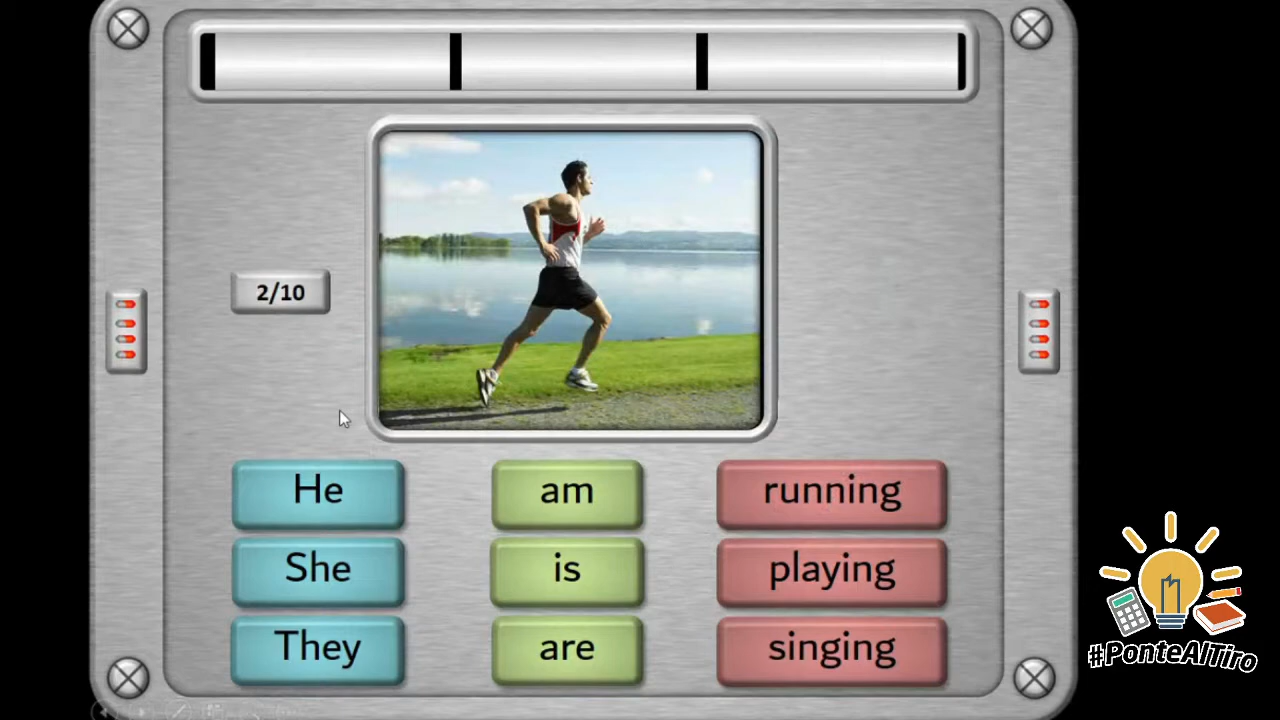 2/10
He am running
She is playing
They are singing
#PonteAlTiro